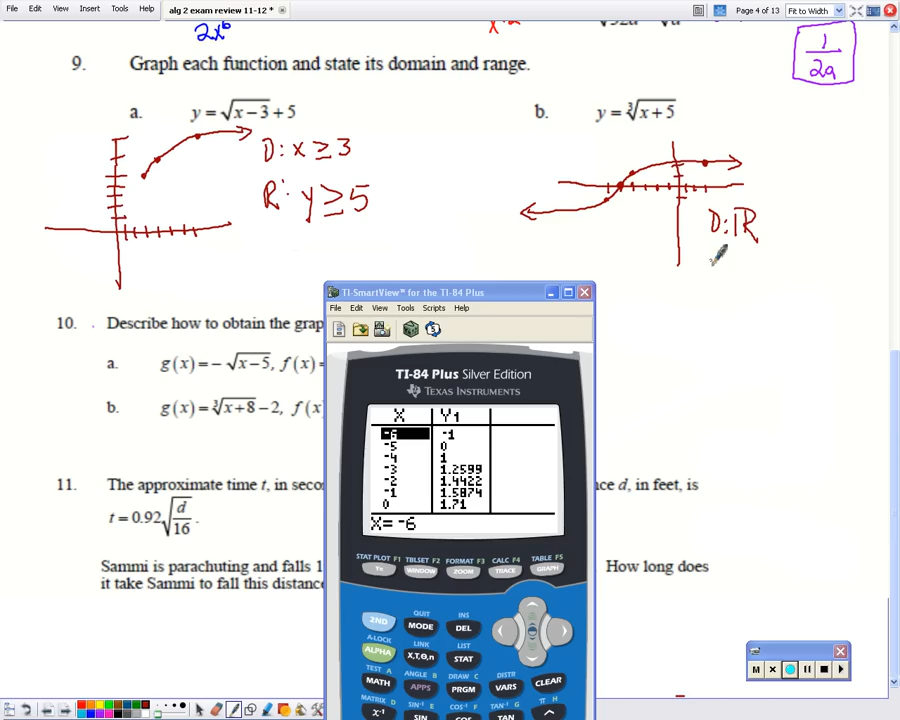 File Edit View Insert Tools Help alg 2 exam review 11-12 * Page 4 of 13 Fit to Width
2x⁶
1
2a
9. Graph each function and state its domain and range.
a. y = √x−3 + 5 b. y = ∛x+5
D: x ≥ 3
R: y ≥ 5
D: ℝ
TI-SmartView™ for the TI-84 Plus
File Edit View Tools Scripts Help
10. Describe how to obtain the grap
a. g(x) = −√x−5, f(x) =
b. g(x) = ∛x+8 − 2, f(x
TI-84 Plus Silver Edition
TEXAS INSTRUMENTS
X Y1
-6 -1
-5 0
-4 1
-3 1.2599
-2 1.4422
-1 1.5874
0 1.71
X= -6
11. The approximate time t, in seco nce d, in feet, is
t = 0.92√d/16.
Sammi is parachuting and falls 1 How long does
it take Sammi to fall this distance
STAT PLOT F1 TBLSET F2 FORMAT F3 CALC F4 TABLE F5
Y= WINDOW ZOOM TRACE GRAPH
QUIT INS
2ND MODE DEL
A-LOCK LINK LIST
ALPHA X,T,Θ,n STAT
TEST A ANGLE B DRAW C DISTR
MATH APPS PRGM VARS CLEAR
MATRIX D SIN⁻¹ E COS⁻¹ F TAN⁻¹ G π H
x⁻¹ SIN COS TAN ^
M